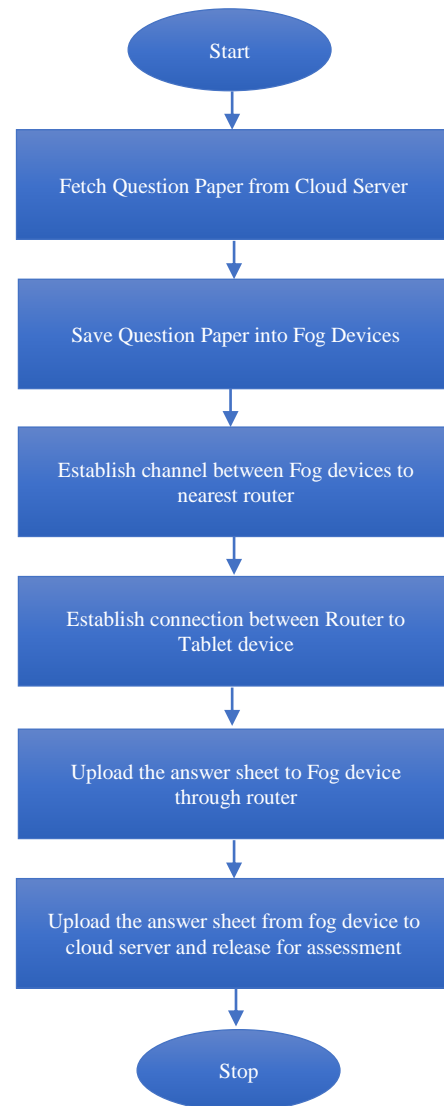 Start
Fetch Question Paper from Cloud Server
Save Question Paper into Fog Devices
Establish channel between Fog devices to
nearest router
Establish connection between Router to
Tablet device
Upload the answer sheet to Fog device
through router
Upload the answer sheet from fog device to
cloud server and release for assessment
Stop